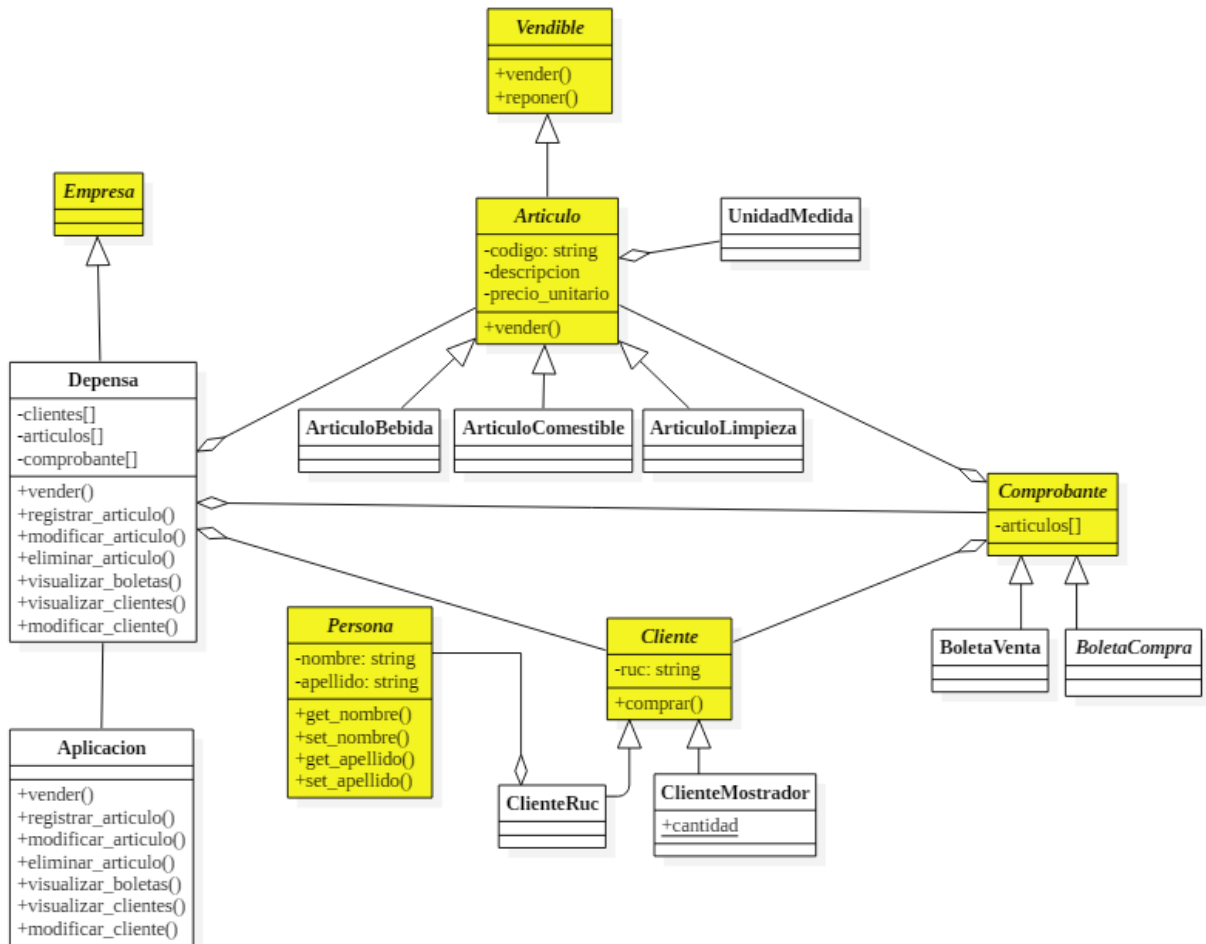 Vendible
+vender()
+reponer()
Empresa
Articulo
-codigo: string
-descripcion
-precio_unitario
+vender()
UnidadMedida
Depensa
-clientes[]
-articulos[]
-comprobante[]
+vender()
+registrar_articulo()
+modificar_articulo()
+eliminar_articulo()
+visualizar_boletas()
+visualizar_clientes()
+modificar_cliente()
ArticuloBebida
ArticuloComestible
ArticuloLimpieza
Comprobante
-articulos[]
Persona
-nombre: string
-apellido: string
+get_nombre()
+set_nombre()
+get_apellido()
+set_apellido()
Cliente
-ruc: string
+comprar()
BoletaVenta
BoletaCompra
Aplicacion
+vender()
+registrar_articulo()
+modificar_articulo()
+eliminar_articulo()
+visualizar_boletas()
+visualizar_clientes()
+modificar_cliente()
ClienteRuc
ClienteMostrador
+cantidad